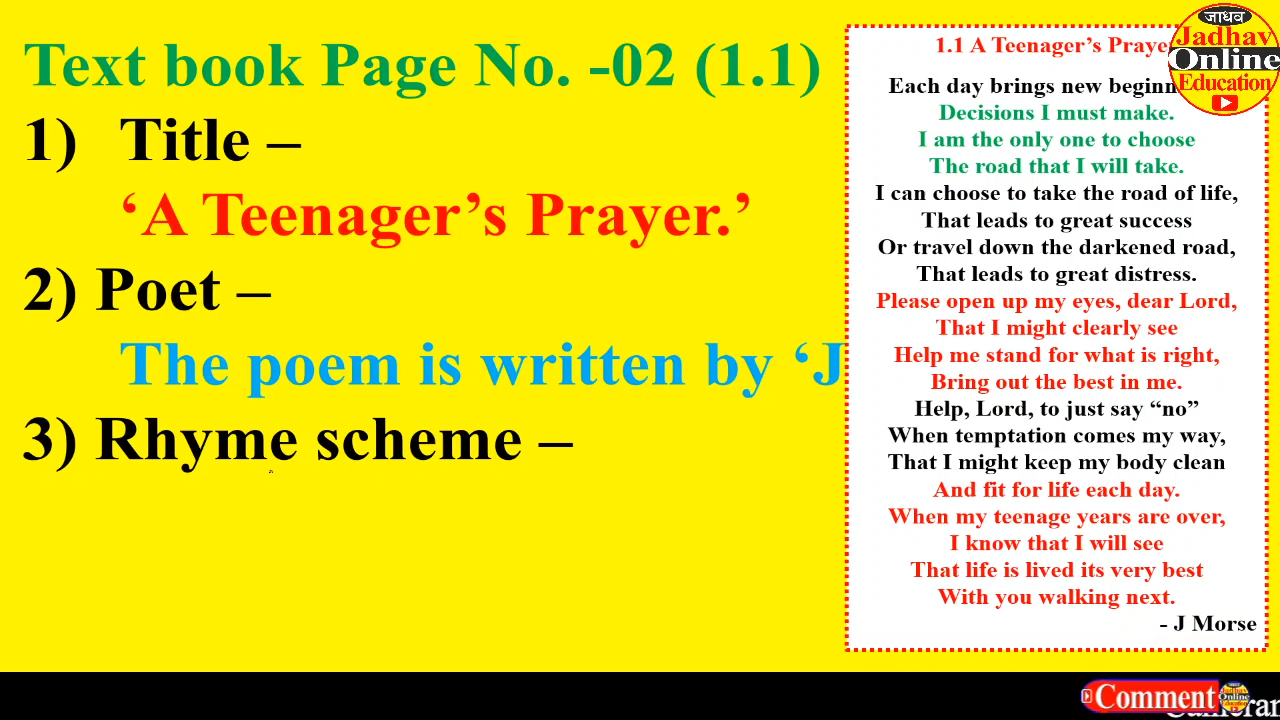 Text book Page No. -02 (1.1)
1) Title –
‘A Teenager’s Prayer.’
2) Poet –
The poem is written by ‘J
3) Rhyme scheme –
1.1 A Teenager’s Prayer
Each day brings new
Decisions I must make.
I am the only one to choose
The road that I will take.
I can choose to take the road of life,
That leads to great success
Or travel down the darkened road,
That leads to great distress.
Please open up my eyes, dear Lord,
That I might clearly see
Help me stand for what is right,
Bring out the best in me.
Help, Lord, to just say “no”
When temptation comes my way,
That I might keep my body clean
And fit for life each day.
When my teenage years are over,
I know that I will see
That life is lived its very best
With you walking next.
- J Morse
जाधव
Jadhav
Online
Education
Comment